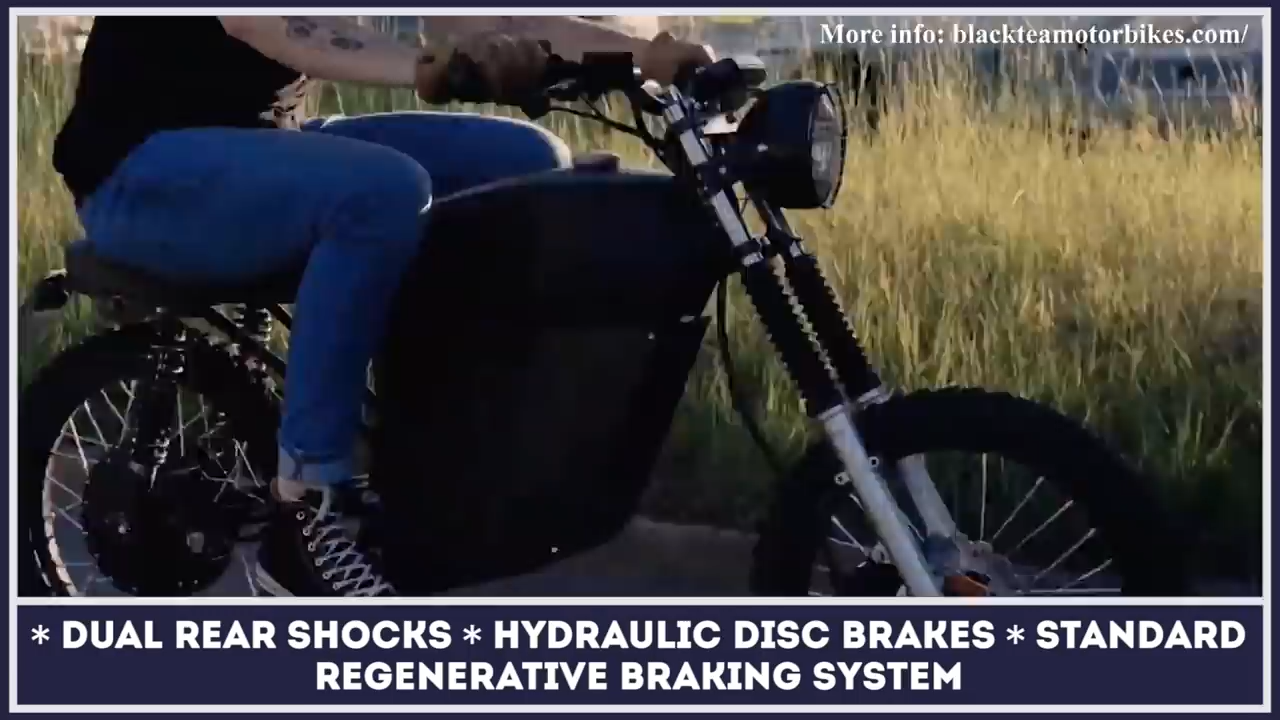 More info: blackteamotorbikes.com/
* DUAL REAR SHOCKS * HYDRAULIC DISC BRAKES * STANDARD
REGENERATIVE BRAKING SYSTEM